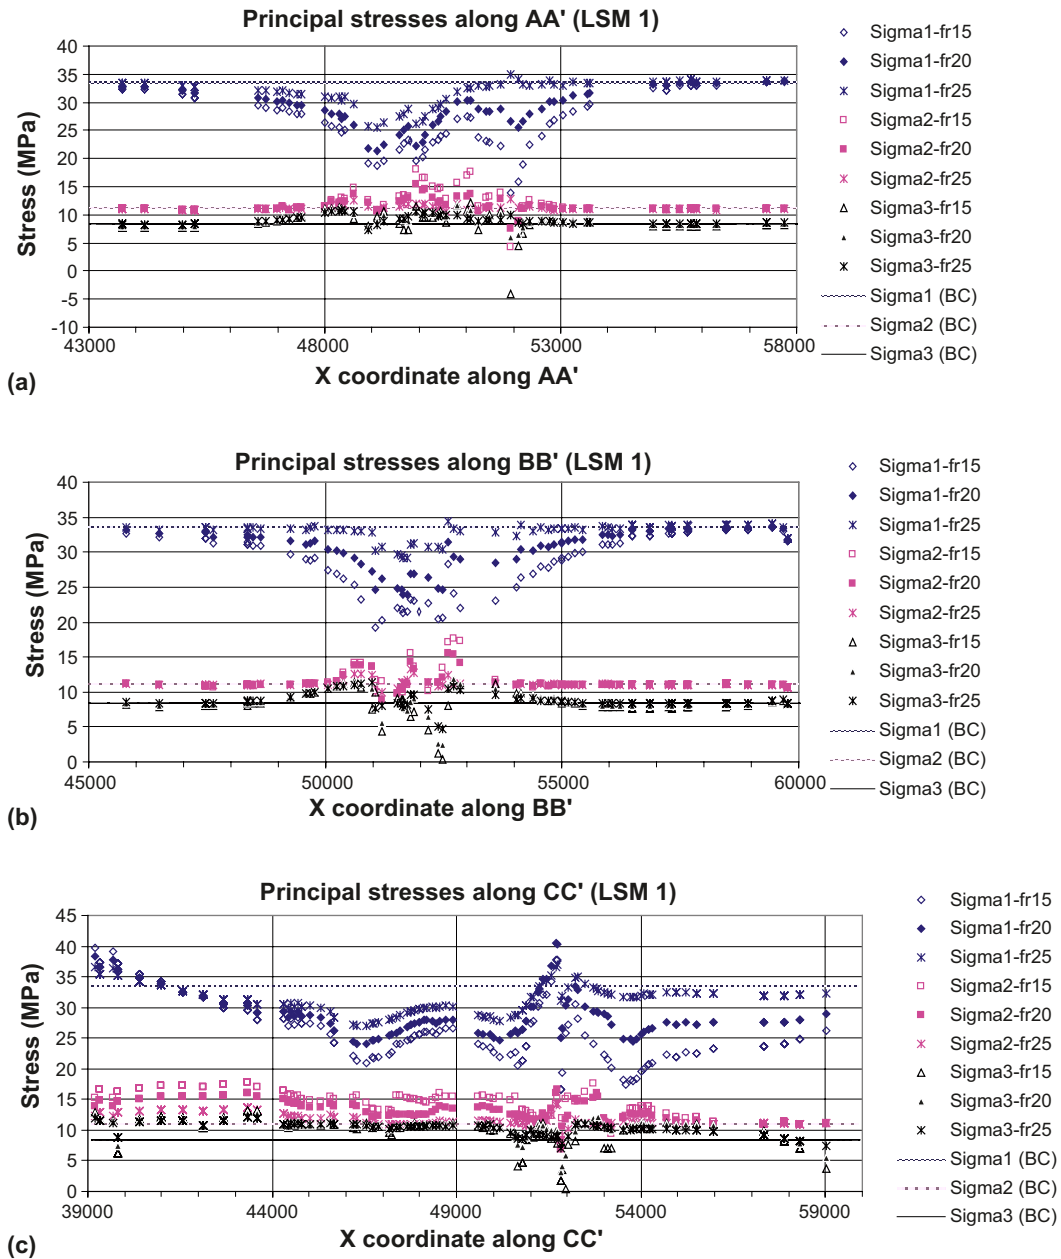 Principal stresses along AA' (LSM 1)
Stress (MPa)
40
35
30
25
20
15
10
5
0
-5
-10
43000
48000
53000
58000
X coordinate along AA'
(a)
Sigma1-fr15
Sigma1-fr20
Sigma1-fr25
Sigma2-fr15
Sigma2-fr20
Sigma2-fr25
Sigma3-fr15
Sigma3-fr20
Sigma3-fr25
Sigma1 (BC)
Sigma2 (BC)
Sigma3 (BC)
Principal stresses along BB' (LSM 1)
Stress (MPa)
40
35
30
25
20
15
10
5
0
45000
50000
55000
60000
X coordinate along BB'
(b)
Sigma1-fr15
Sigma1-fr20
Sigma1-fr25
Sigma2-fr15
Sigma2-fr20
Sigma2-fr25
Sigma3-fr15
Sigma3-fr20
Sigma3-fr25
Sigma1 (BC)
Sigma2 (BC)
Sigma3 (BC)
Principal stresses along CC' (LSM 1)
Stress (MPa)
45
40
35
30
25
20
15
10
5
0
39000
44000
49000
54000
59000
X coordinate along CC'
(c)
Sigma1-fr15
Sigma1-fr20
Sigma1-fr25
Sigma2-fr15
Sigma2-fr20
Sigma2-fr25
Sigma3-fr15
Sigma3-fr20
Sigma3-fr25
Sigma1 (BC)
Sigma2 (BC)
Sigma3 (BC)